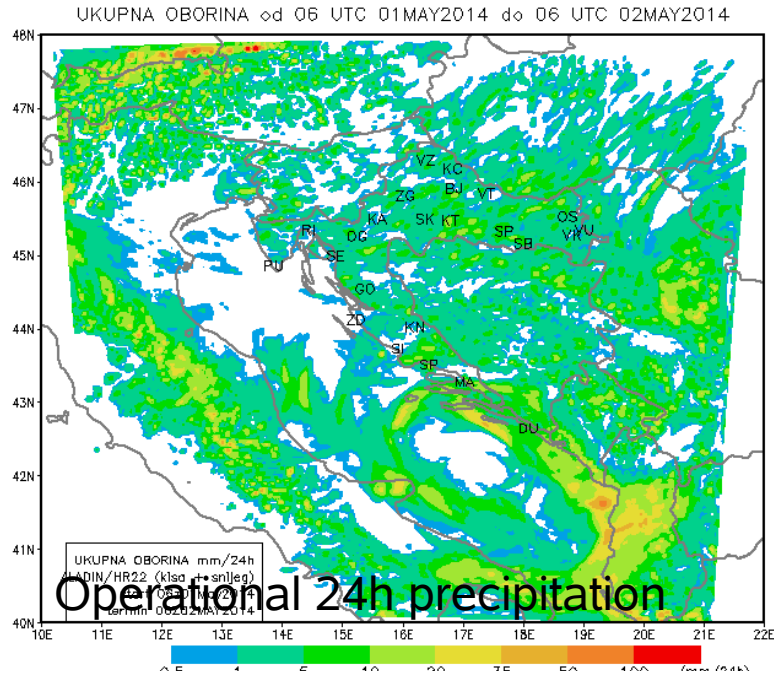 UKUPNA OBORINA od 06 UTC 01MAY2014 do 06 UTC 02MAY2014
48N
47N
VZ
KC
46N
BJ
ZG
VT
KA
SK
KT
OS
RI
OG
SP
VU
VK
SB
45N
SE
PU
GO
44N
ZD
KN
SI
SP
MA
43N
DU
42N
41N
UKUPNA OBORINA mm/24h
Operational 24h precipitation
40N
10E 11E 12E 13E 14E 15E 16E 17E 18E 19E 20E 21E 22E
0.5 1 5 10 20 50 100 (mm/24h)